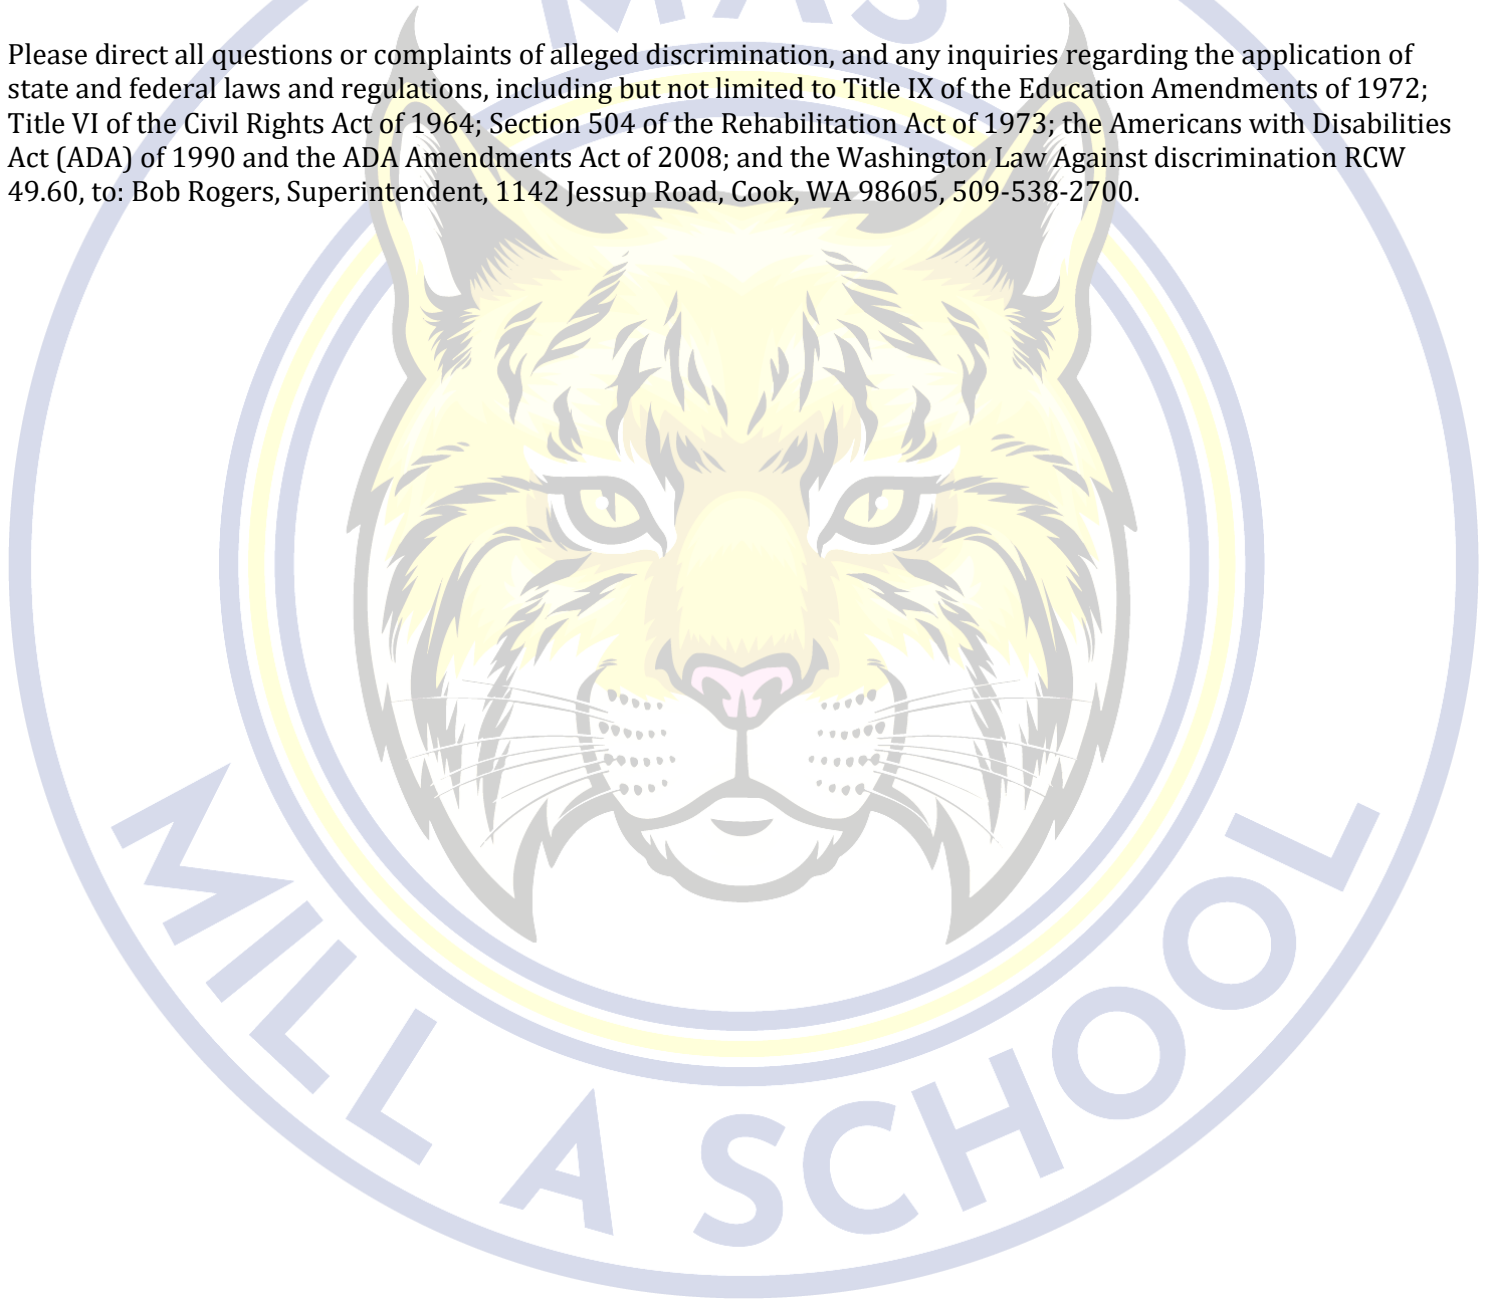 MAS
Please direct all questions or complaints of alleged discrimination, and any inquiries regarding the application of
state and federal laws and regulations, including but not limited to Title IX of the Education Amendments of 1972;
Title VI of the Civil Rights Act of 1964; Section 504 of the Rehabilitation Act of 1973; the Americans with Disabilities
Act (ADA) of 1990 and the ADA Amendments Act of 2008; and the Washington Law Against discrimination RCW
49.60, to: Bob Rogers, Superintendent, 1142 Jessup Road, Cook, WA 98605, 509-538-2700.
MILL A SCHOOL